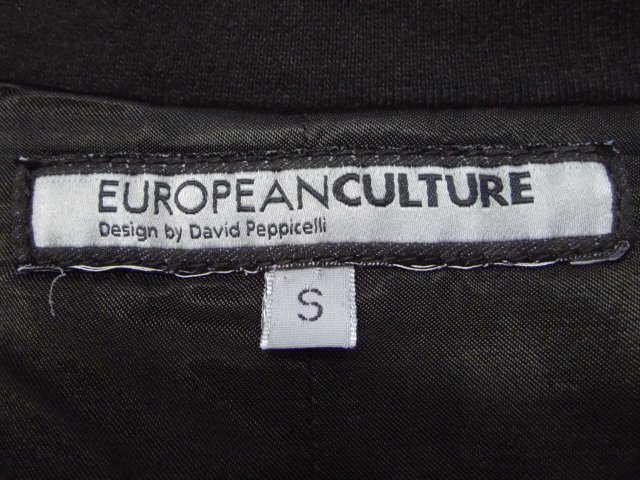 EUROPEANCULTURE
Design by David Peppicelli
S